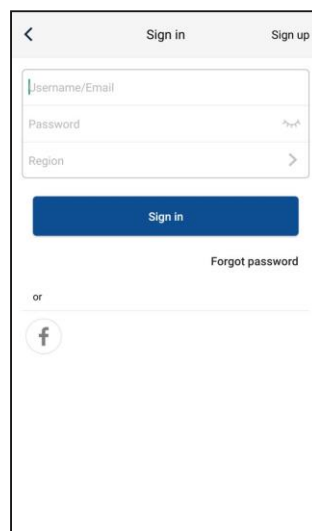 Sign in
Sign up
Username/Email
Password
Region
Sign in
Forgot password
or